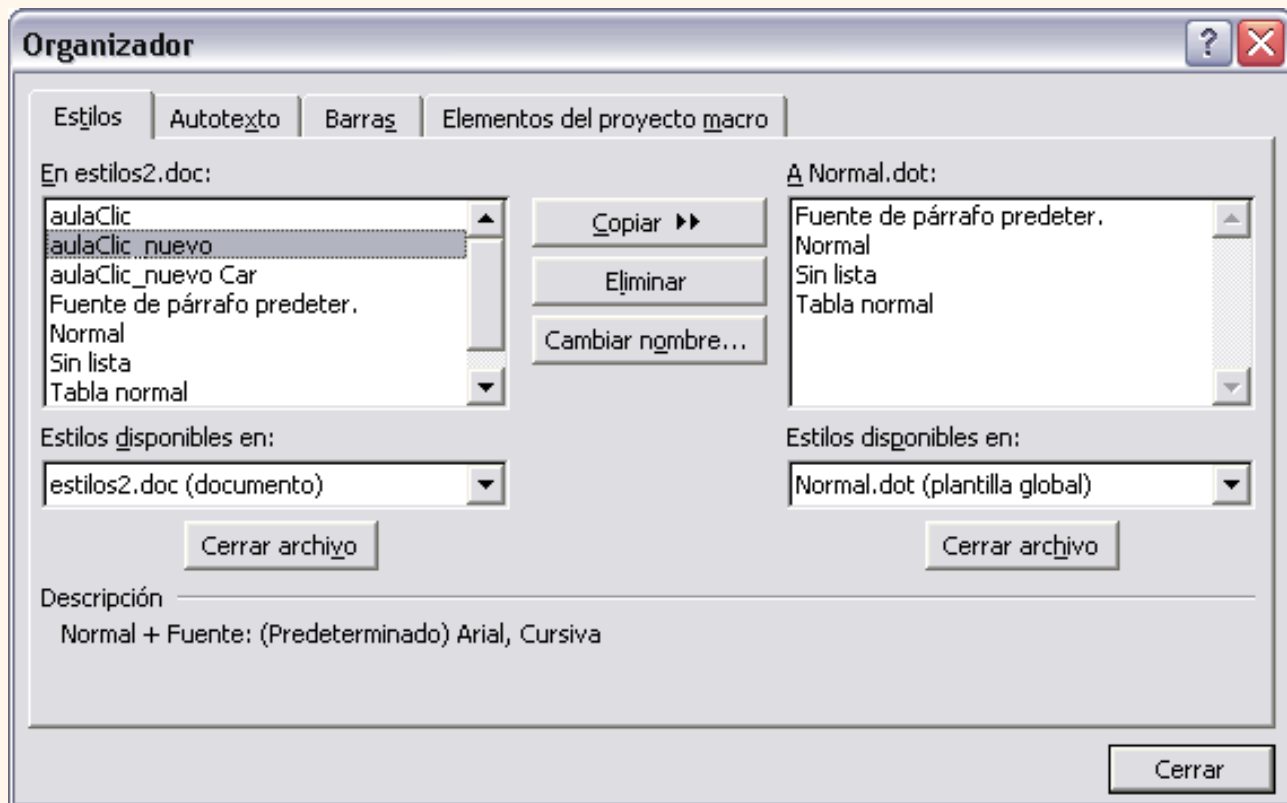 Organizador
Estilos
Autotexto
Barras
Elementos del proyecto macro
En estilos2.doc:
aulaClic
aulaClic_nuevo
aulaClic_nuevo Car
Fuente de párrafo predeter.
Normal
Sin lista
Tabla normal
Copiar
Eliminar
Cambiar nombre...
A Normal.dot:
Fuente de párrafo predeter.
Normal
Sin lista
Tabla normal
Estilos disponibles en:
estilos2.doc (documento)
Cerrar archivo
Estilos disponibles en:
Normal.dot (plantilla global)
Cerrar archivo
Descripción
Normal + Fuente: (Predeterminado) Arial, Cursiva
Cerrar